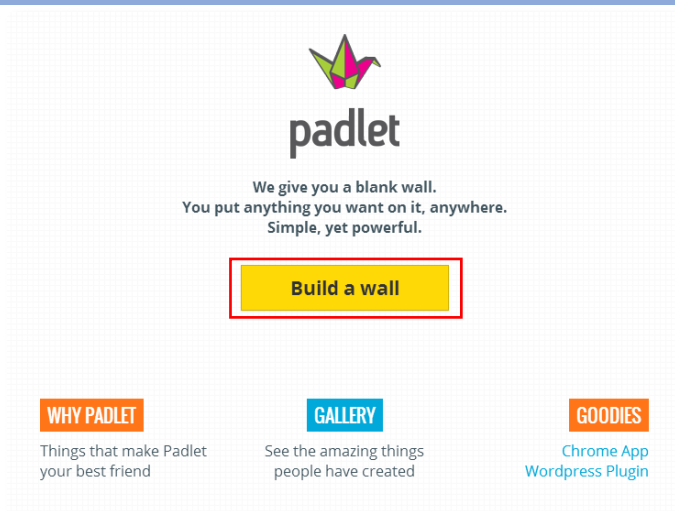 padlet
We give you a blank wall.
You put anything you want on it, anywhere.
Simple, yet powerful.
Build a wall
WHY PADLET
Things that make Padlet
your best friend
GALLERY
See the amazing things
people have created
GOODIES
Chrome App
Wordpress Plugin